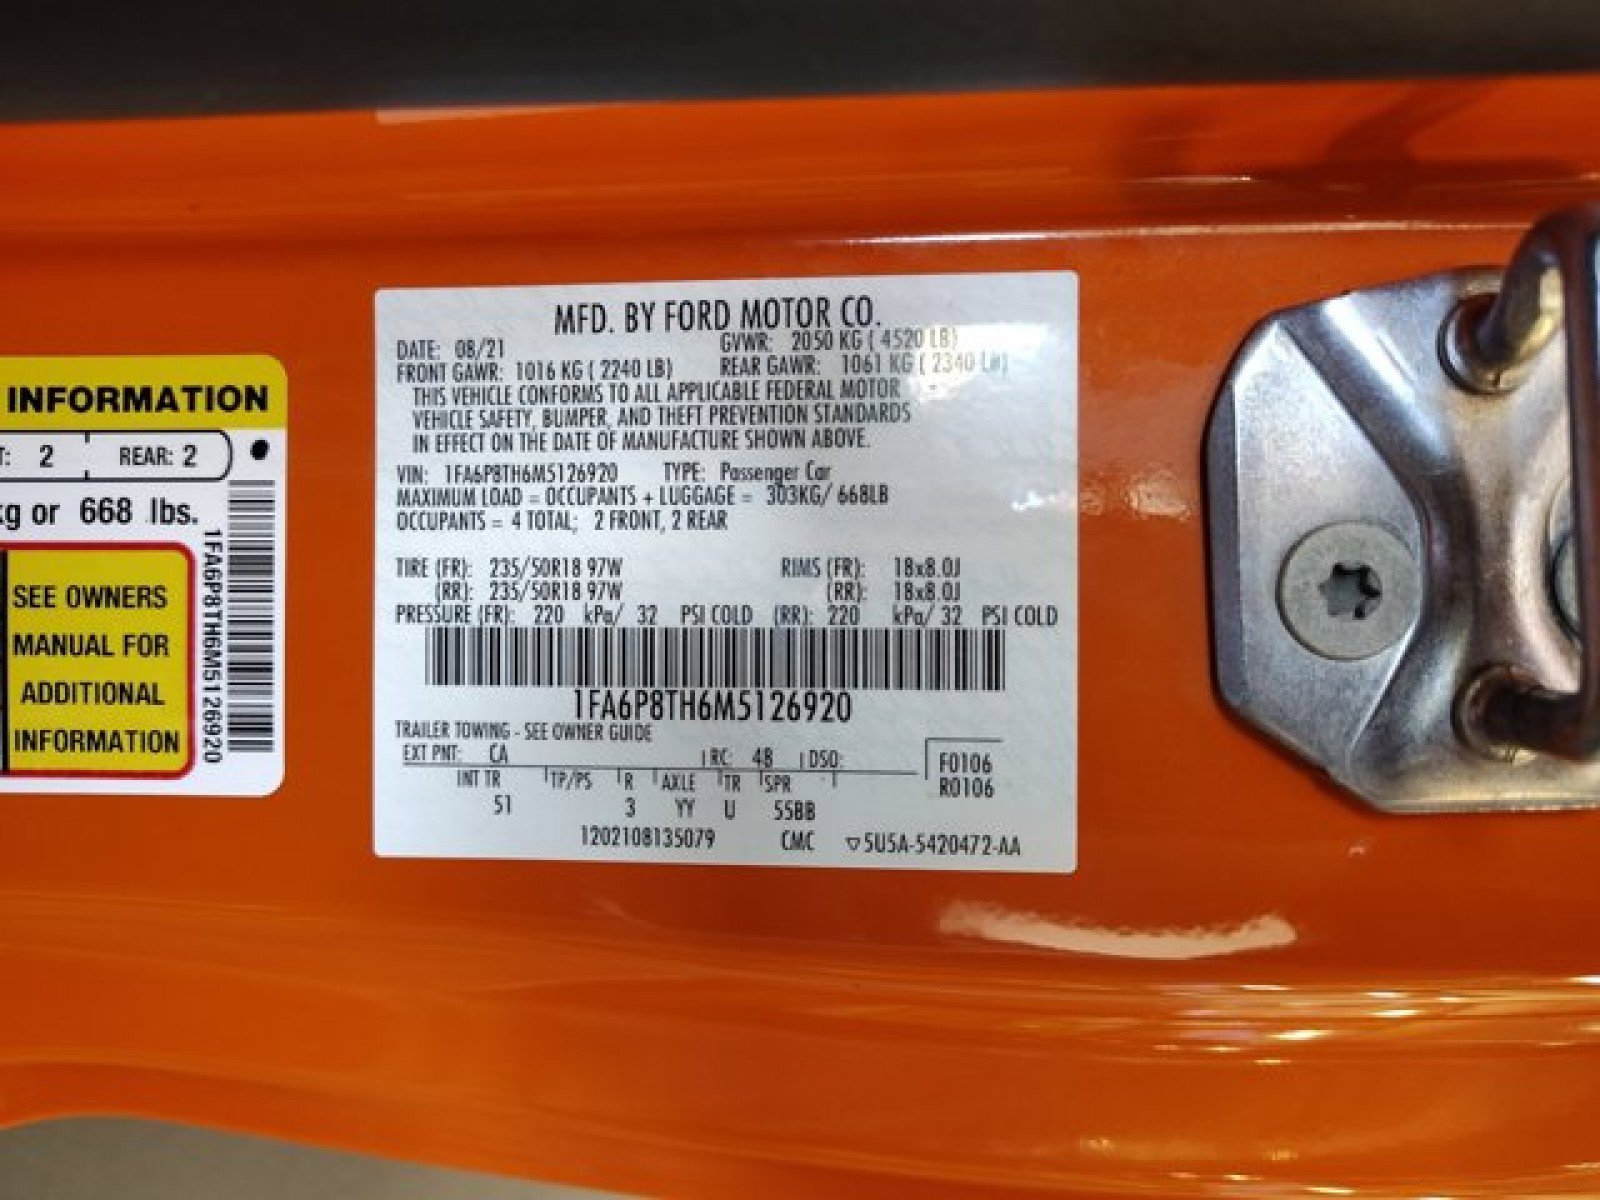 INFORMATION
T: 2 REAR: 2
kg or 668 lbs.
SEE OWNERS
MANUAL FOR
ADDITIONAL
INFORMATION
1FA6P8TH6M5126920
MFD. BY FORD MOTOR CO.
DATE: 08/21 GVWR: 2050 KG ( 4520 LB)
FRONT GAWR: 1016 KG ( 2240 LB) REAR GAWR: 1061 KG ( 2340 LB)
THIS VEHICLE CONFORMS TO ALL APPLICABLE FEDERAL MOTOR
VEHICLE SAFETY, BUMPER, AND THEFT PREVENTION STANDARDS
IN EFFECT ON THE DATE OF MANUFACTURE SHOWN ABOVE.
VIN: 1FA6P8TH6M5126920 TYPE: Passenger Car
MAXIMUM LOAD = OCCUPANTS + LUGGAGE = 303KG/ 668LB
OCCUPANTS = 4 TOTAL; 2 FRONT, 2 REAR
TIRE (FR): 235/50R18 97W RIMS (FR): 18x8.0J
(RR): 235/50R18 97W (RR): 18x8.0J
PRESSURE (FR): 220 kPa/ 32 PSI COLD (RR): 220 kPa/ 32 PSI COLD
1FA6P8TH6M5126920
TRAILER TOWING - SEE OWNER GUIDE
EXT PNT: CA RC: 48 DSO: F0106
INT TR TP/PS R AXLE TR SPR R0106
51 3 YY U 55BB
1202108135079 CMC ▽5U5A-5420472-AA